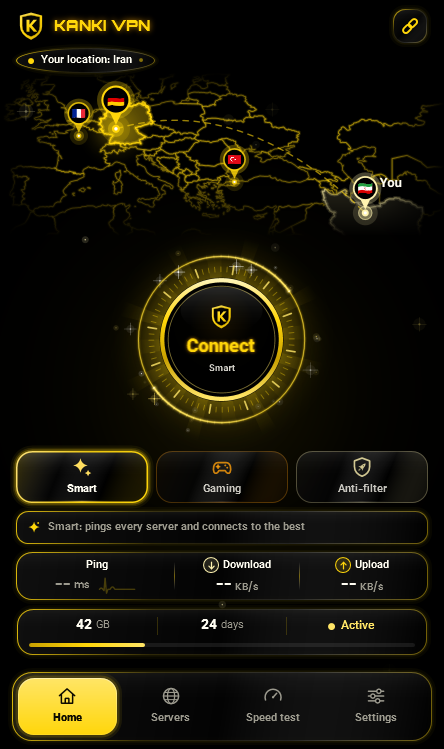 KANKI VPN
Your location: Iran
You
Connect
Smart
Smart
Gaming
Anti-filter
Smart: pings every server and connects to the best
Ping
Download
Upload
-- ms
-- KB/s
-- KB/s
42 GB
24 days
Active
Home
Servers
Speed test
Settings